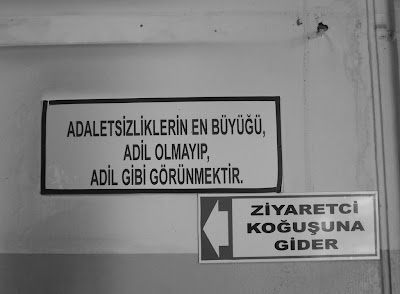 ADALETSİZLİKLERİN EN BÜYÜĞÜ,
ADİL OLMAYIP,
ADİL GİBİ GÖRÜNMEKTİR.
ZİYARETCİ
KOĞUŞUNA
GİDER